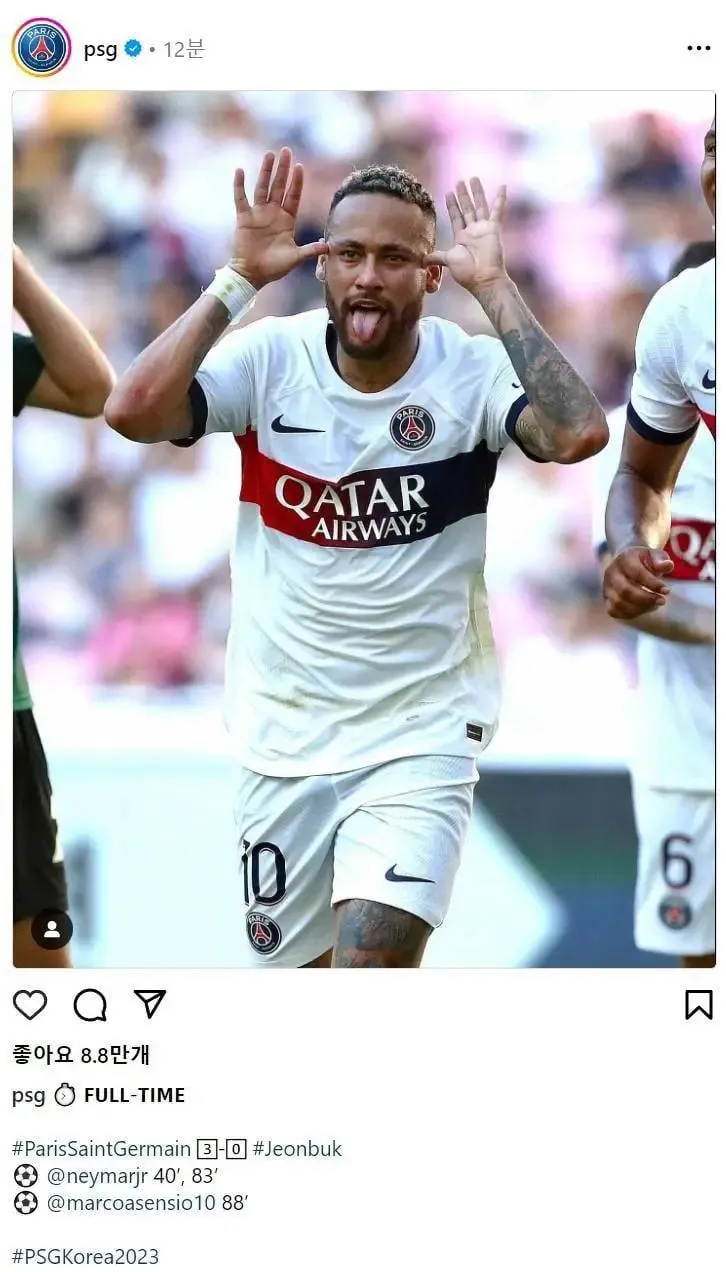 psg • 12분
PARIS
QATAR
AIRWAYS
QA
A
10
PARIS
6
좋아요 8.8만개
psg ⏱ FULL-TIME
#ParisSaintGermain 3️⃣-0️⃣ #Jeonbuk
⚽ @neymarjr 40’, 83’
⚽ @marcoasensio10 88’
#PSGKorea2023